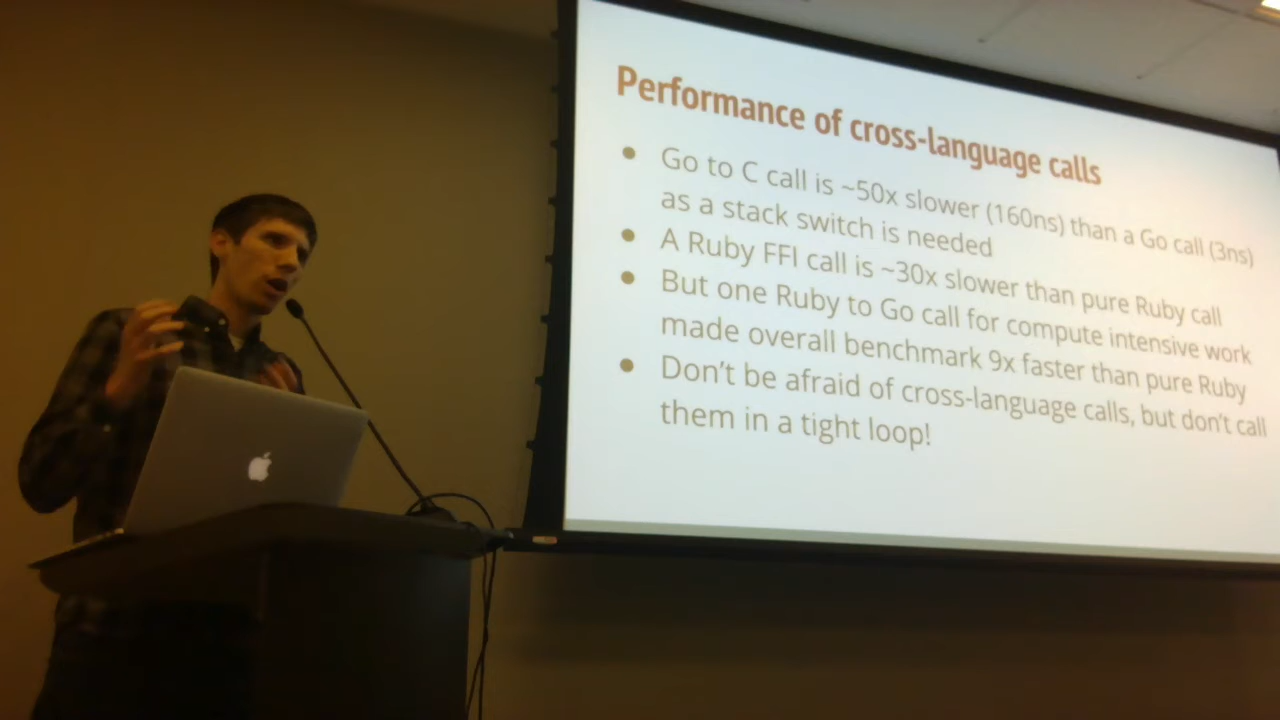 Performance of cross-language calls
• Go to C call is ~50x slower (160ns) than a Go call (3ns)
as a stack switch is needed
• A Ruby FFI call is ~30x slower than pure Ruby call
• But one Ruby to Go call for compute intensive work
made overall benchmark 9x faster than pure Ruby
• Don't be afraid of cross-language calls, but don't call
them in a tight loop!